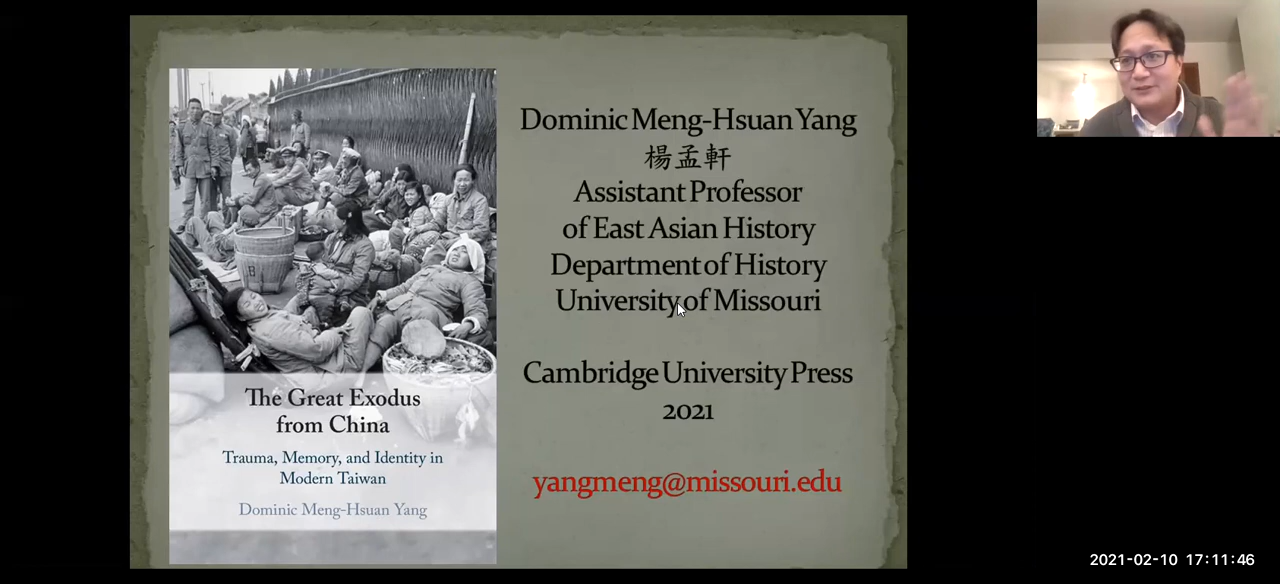 The Great Exodus
from China
Trauma, Memory, and Identity in
Modern Taiwan
Dominic Meng-Hsuan Yang
Dominic Meng-Hsuan Yang
楊孟軒
Assistant Professor
of East Asian History
Department of History
University of Missouri
Cambridge University Press
2021
yangmeng@missouri.edu
2021-02-10 17:11:46